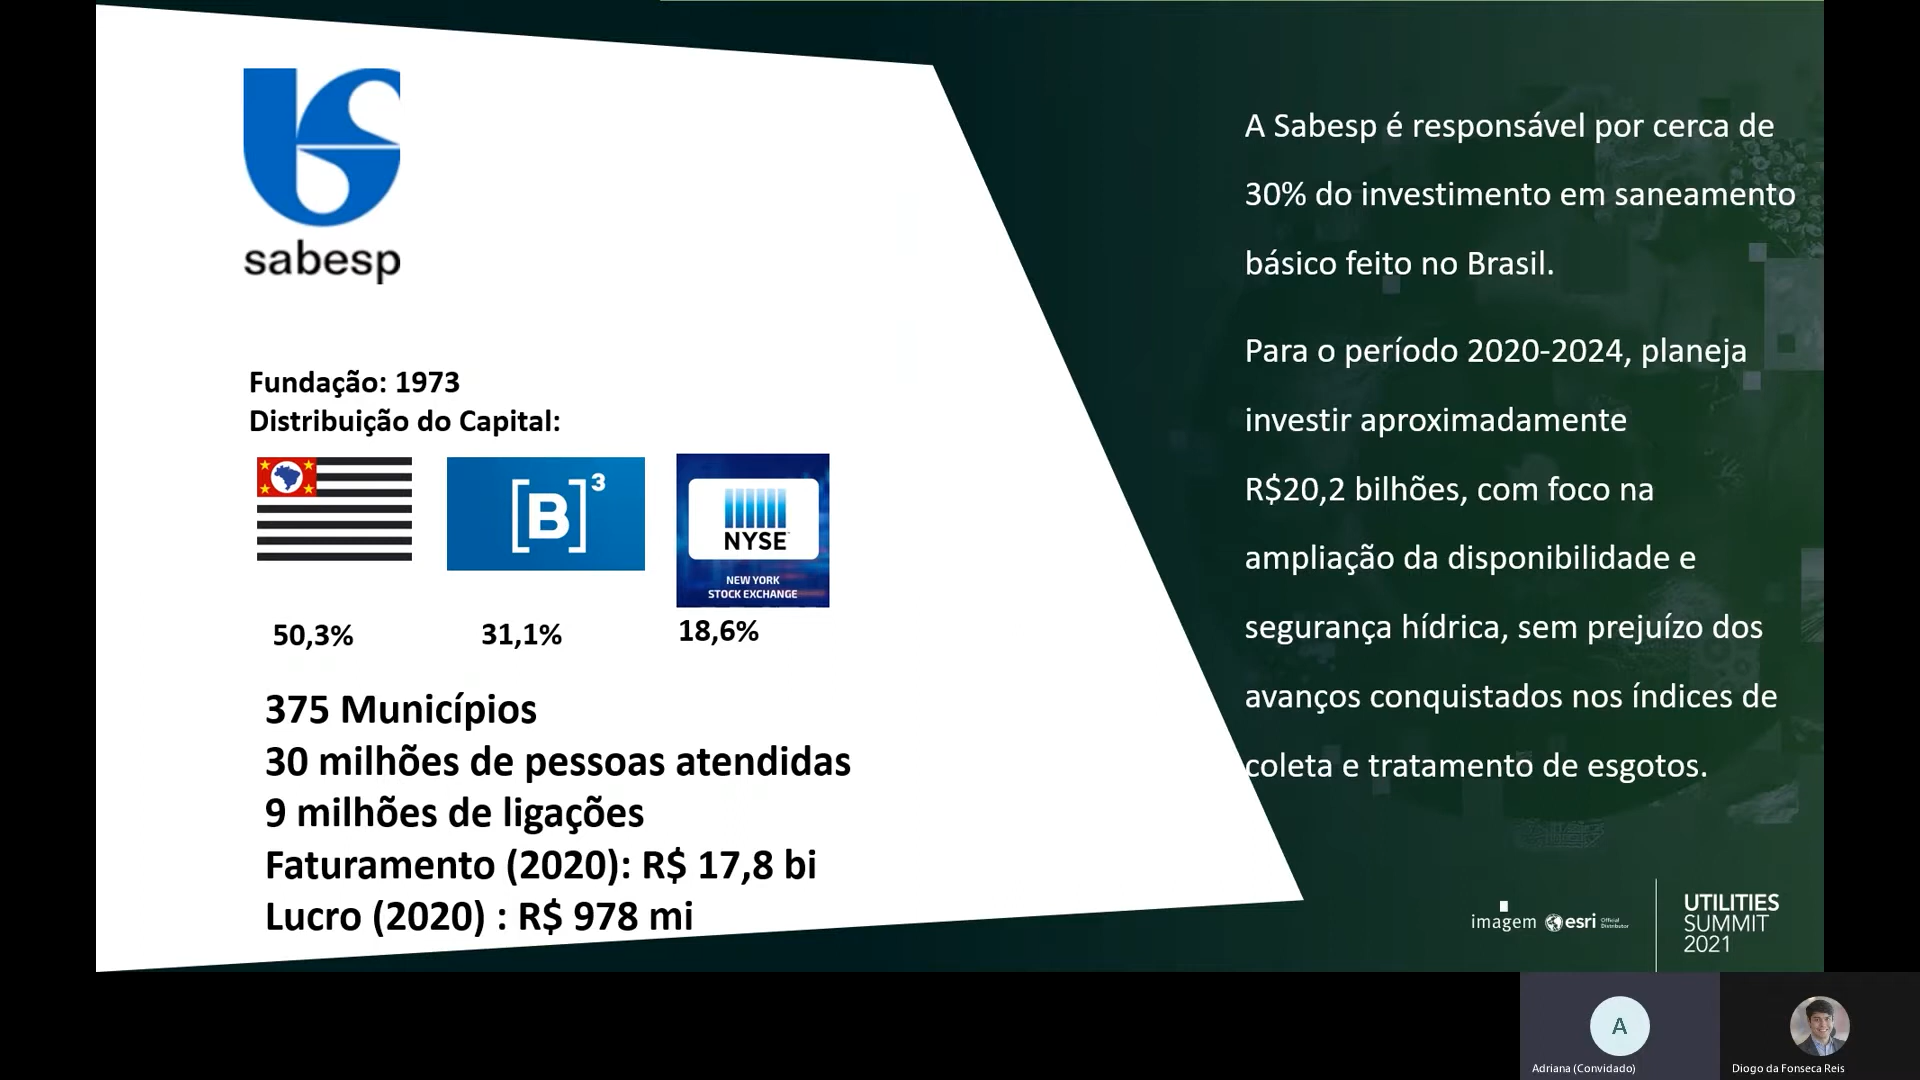 sabesp
Fundação: 1973
Distribuição do Capital:
[B]³
NYSE
NEW YORK
STOCK EXCHANGE
50,3%
31,1%
18,6%
375 Municípios
30 milhões de pessoas atendidas
9 milhões de ligações
Faturamento (2020): R$ 17,8 bi
Lucro (2020) : R$ 978 mi
A Sabesp é responsável por cerca de
30% do investimento em saneamento
básico feito no Brasil.
Para o período 2020-2024, planeja
investir aproximadamente
R$20,2 bilhões, com foco na
ampliação da disponibilidade e
segurança hídrica, sem prejuízo dos
avanços conquistados nos índices de
coleta e tratamento de esgotos.
imagem
esri
Official
Distributor
UTILITIES
SUMMIT
2021
A
Adriana (Convidado)
Diogo da Fonseca Reis